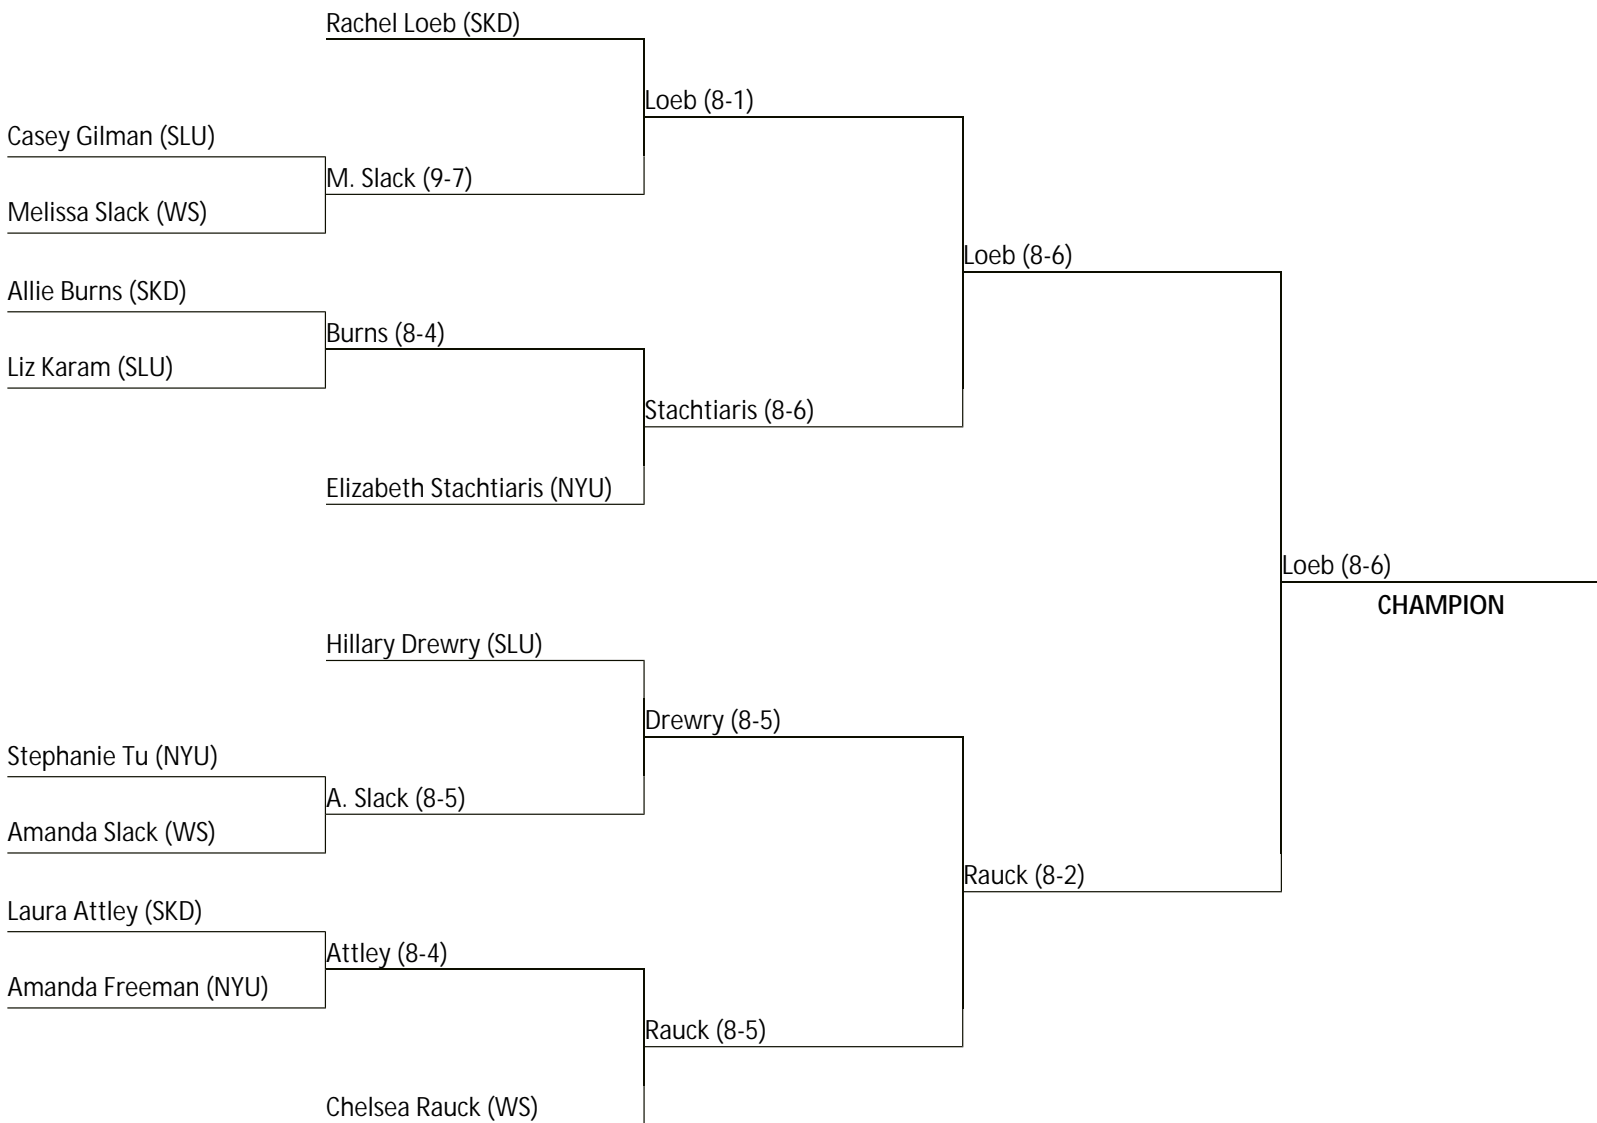 Rachel Loeb (SKD)
Loeb (8-1)
Casey Gilman (SLU)
M. Slack (9-7)
Melissa Slack (WS)
Loeb (8-6)
Allie Burns (SKD)
Burns (8-4)
Liz Karam (SLU)
Stachtiaris (8-6)
Elizabeth Stachtiaris (NYU)
Loeb (8-6)
CHAMPION
Hillary Drewry (SLU)
Drewry (8-5)
Stephanie Tu (NYU)
A. Slack (8-5)
Amanda Slack (WS)
Rauck (8-2)
Laura Attley (SKD)
Attley (8-4)
Amanda Freeman (NYU)
Rauck (8-5)
Chelsea Rauck (WS)